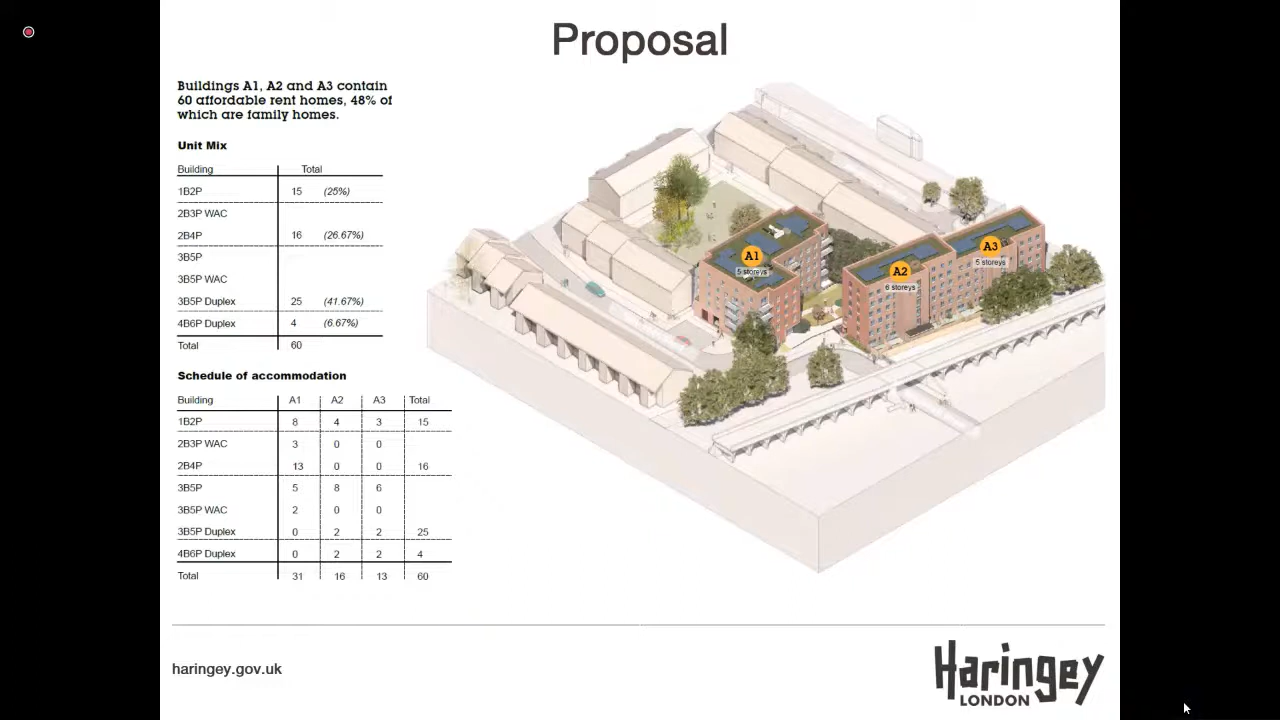 Proposal
Buildings A1, A2 and A3 contain
60 affordable rent homes, 48% of
which are family homes.
Unit Mix
Building Total
1B2P 15 (25%)
2B3P WAC
2B4P 16 (26.67%)
3B5P
3B5P WAC
3B5P Duplex 25 (41.67%)
4B6P Duplex 4 (6.67%)
Total 60
Schedule of accommodation
Building A1 A2 A3 Total
1B2P 8 4 3 15
2B3P WAC 3 0 0
2B4P 13 0 0 16
3B5P 5 8 6
3B5P WAC 2 0 0
3B5P Duplex 0 2 2 25
4B6P Duplex 0 2 2 4
Total 31 16 13 60
A1
5 storeys
A2
6 storeys
A3
5 storeys
haringey.gov.uk
Haringey
LONDON